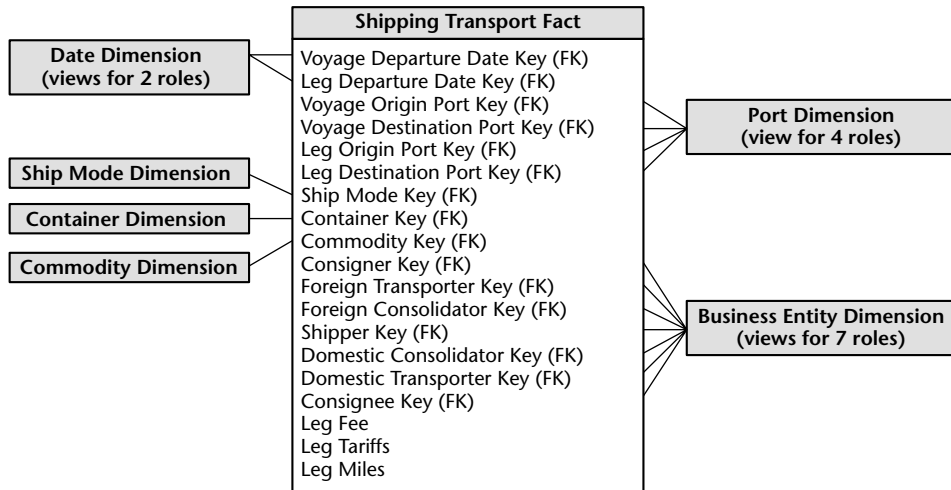 Shipping Transport Fact
Date Dimension
(views for 2 roles)
Ship Mode Dimension
Container Dimension
Commodity Dimension
Voyage Departure Date Key (FK)
Leg Departure Date Key (FK)
Voyage Origin Port Key (FK)
Voyage Destination Port Key (FK)
Leg Origin Port Key (FK)
Leg Destination Port Key (FK)
Ship Mode Key (FK)
Container Key (FK)
Commodity Key (FK)
Consigner Key (FK)
Foreign Transporter Key (FK)
Foreign Consolidator Key (FK)
Shipper Key (FK)
Domestic Consolidator Key (FK)
Domestic Transporter Key (FK)
Consignee Key (FK)
Leg Fee
Leg Tariffs
Leg Miles
Port Dimension
(view for 4 roles)
Business Entity Dimension
(views for 7 roles)